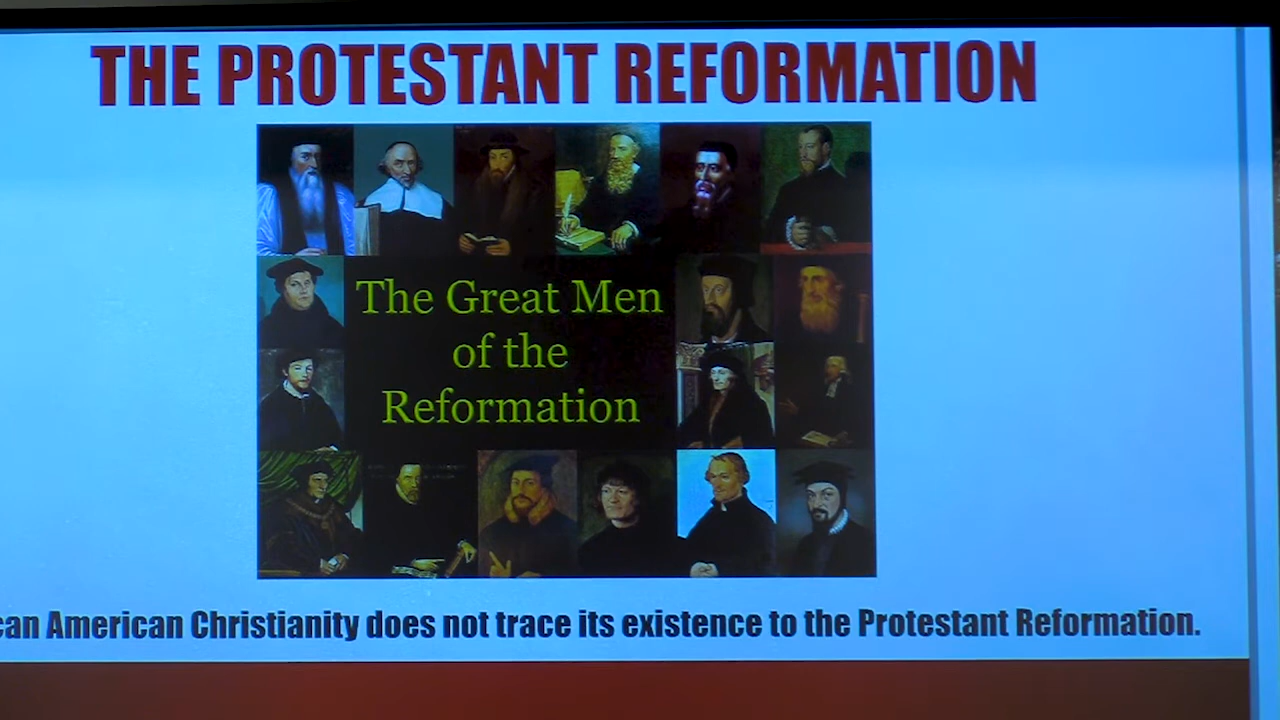 THE PROTESTANT REFORMATION
The Great Men
of the
Reformation
can American Christianity does not trace its existence to the Protestant Reformation.